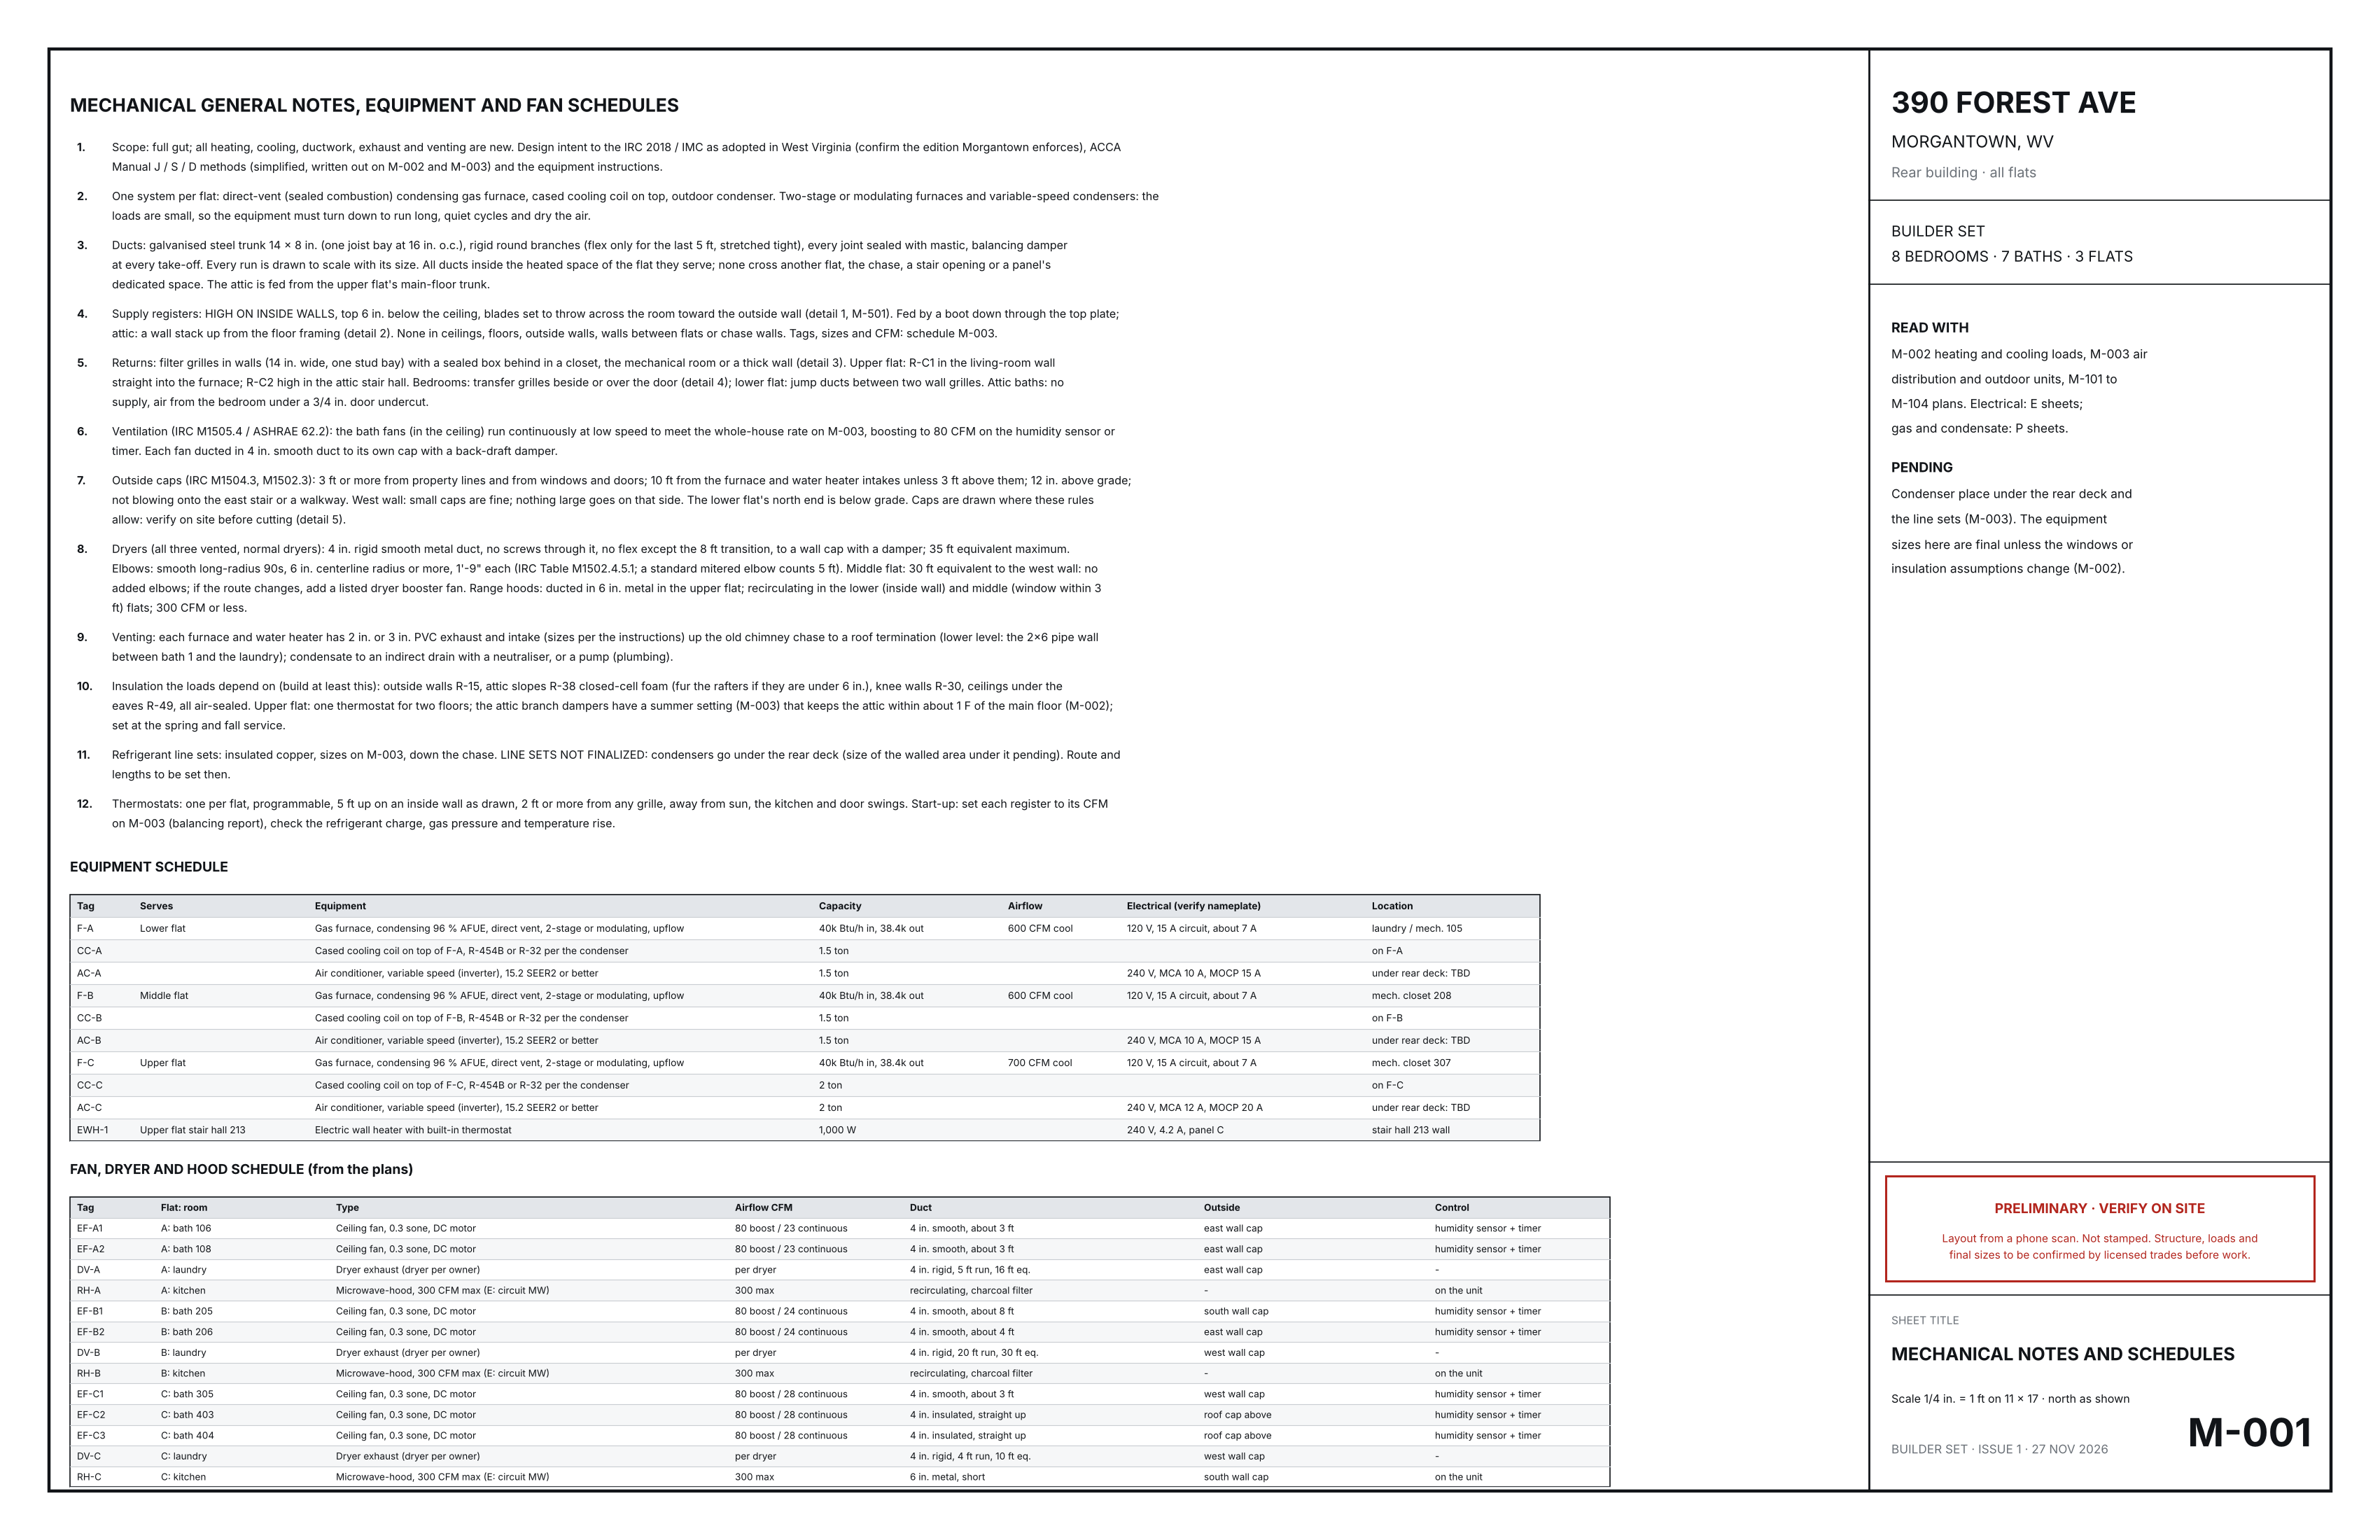 MECHANICAL GENERAL NOTES, EQUIPMENT AND FAN SCHEDULES
1. Scope: full gut; all heating, cooling, ductwork, exhaust and venting are new. Design intent to the IRC 2018 / IMC as adopted in West Virginia (confirm the edition Morgantown enforces), ACCA
Manual J / S / D methods (simplified, written out on M-002 and M-003) and the equipment instructions.
2. One system per flat: direct-vent (sealed combustion) condensing gas furnace, cased cooling coil on top, outdoor condenser. Two-stage or modulating furnaces and variable-speed condensers: the
loads are small, so the equipment must turn down to run long, quiet cycles and dry the air.
3. Ducts: galvanised steel trunk 14 × 8 in. (one joist bay at 16 in. o.c.), rigid round branches (flex only for the last 5 ft, stretched tight), every joint sealed with mastic, balancing damper
at every take-off. Every run is drawn to scale with its size. All ducts inside the heated space of the flat they serve; none cross another flat, the chase, a stair opening or a panel's
dedicated space. The attic is fed from the upper flat's main-floor trunk.
4. Supply registers: HIGH ON INSIDE WALLS, top 6 in. below the ceiling, blades set to throw across the room toward the outside wall (detail 1, M-501). Fed by a boot down through the top plate;
attic: a wall stack up from the floor framing (detail 2). None in ceilings, floors, outside walls, walls between flats or chase walls. Tags, sizes and CFM: schedule M-003.
5. Returns: filter grilles in walls (14 in. wide, one stud bay) with a sealed box behind in a closet, the mechanical room or a thick wall (detail 3). Upper flat: R-C1 in the living-room wall
straight into the furnace; R-C2 high in the attic stair hall. Bedrooms: transfer grilles beside or over the door (detail 4); lower flat: jump ducts between two wall grilles. Attic baths: no
supply, air from the bedroom under a 3/4 in. door undercut.
6. Ventilation (IRC M1505.4 / ASHRAE 62.2): the bath fans (in the ceiling) run continuously at low speed to meet the whole-house rate on M-003, boosting to 80 CFM on the humidity sensor or
timer. Each fan ducted in 4 in. smooth duct to its own cap with a back-draft damper.
7. Outside caps (IRC M1504.3, M1502.3): 3 ft or more from property lines and from windows and doors; 10 ft from the furnace and water heater intakes unless 3 ft above them; 12 in. above grade;
not blowing onto the east stair or a walkway. West wall: small caps are fine; nothing large goes on that side. The lower flat's north end is below grade. Caps are drawn where these rules
allow: verify on site before cutting (detail 5).
8. Dryers (all three vented, normal dryers): 4 in. rigid smooth metal duct, no screws through it, no flex except the 8 ft transition, to a wall cap with a damper; 35 ft equivalent maximum.
Elbows: smooth long-radius 90s, 6 in. centerline radius or more, 1'-9" each (IRC Table M1502.4.5.1; a standard mitered elbow counts 5 ft). Middle flat: 30 ft equivalent to the west wall: no
added elbows; if the route changes, add a listed dryer booster fan. Range hoods: ducted in 6 in. metal in the upper flat; recirculating in the lower (inside wall) and middle (window within 3
ft) flats; 300 CFM or less.
9. Venting: each furnace and water heater has 2 in. or 3 in. PVC exhaust and intake (sizes per the instructions) up the old chimney chase to a roof termination (lower level: the 2×6 pipe wall
between bath 1 and the laundry); condensate to an indirect drain with a neutraliser, or a pump (plumbing).
10. Insulation the loads depend on (build at least this): outside walls R-15, attic slopes R-38 closed-cell foam (fur the rafters if they are under 6 in.), knee walls R-30, ceilings under the
eaves R-49, all air-sealed. Upper flat: one thermostat for two floors; the attic branch dampers have a summer setting (M-003) that keeps the attic within about 1 F of the main floor (M-002);
set at the spring and fall service.
11. Refrigerant line sets: insulated copper, sizes on M-003, down the chase. LINE SETS NOT FINALIZED: condensers go under the rear deck (size of the walled area under it pending). Route and
lengths to be set then.
12. Thermostats: one per flat, programmable, 5 ft up on an inside wall as drawn, 2 ft or more from any grille, away from sun, the kitchen and door swings. Start-up: set each register to its CFM
on M-003 (balancing report), check the refrigerant charge, gas pressure and temperature rise.
EQUIPMENT SCHEDULE
Tag Serves Equipment Capacity Airflow Electrical (verify nameplate) Location
F-A Lower flat Gas furnace, condensing 96 % AFUE, direct vent, 2-stage or modulating, upflow 40k Btu/h in, 38.4k out 600 CFM cool 120 V, 15 A circuit, about 7 A laundry / mech. 105
CC-A Cased cooling coil on top of F-A, R-454B or R-32 per the condenser 1.5 ton on F-A
AC-A Air conditioner, variable speed (inverter), 15.2 SEER2 or better 1.5 ton 240 V, MCA 10 A, MOCP 15 A under rear deck: TBD
F-B Middle flat Gas furnace, condensing 96 % AFUE, direct vent, 2-stage or modulating, upflow 40k Btu/h in, 38.4k out 600 CFM cool 120 V, 15 A circuit, about 7 A mech. closet 208
CC-B Cased cooling coil on top of F-B, R-454B or R-32 per the condenser 1.5 ton on F-B
AC-B Air conditioner, variable speed (inverter), 15.2 SEER2 or better 1.5 ton 240 V, MCA 10 A, MOCP 15 A under rear deck: TBD
F-C Upper flat Gas furnace, condensing 96 % AFUE, direct vent, 2-stage or modulating, upflow 40k Btu/h in, 38.4k out 700 CFM cool 120 V, 15 A circuit, about 7 A mech. closet 307
CC-C Cased cooling coil on top of F-C, R-454B or R-32 per the condenser 2 ton on F-C
AC-C Air conditioner, variable speed (inverter), 15.2 SEER2 or better 2 ton 240 V, MCA 12 A, MOCP 20 A under rear deck: TBD
EWH-1 Upper flat stair hall 213 Electric wall heater with built-in thermostat 1,000 W 240 V, 4.2 A, panel C stair hall 213 wall
FAN, DRYER AND HOOD SCHEDULE (from the plans)
Tag Flat: room Type Airflow CFM Duct Outside Control
EF-A1 A: bath 106 Ceiling fan, 0.3 sone, DC motor 80 boost / 23 continuous 4 in. smooth, about 3 ft east wall cap humidity sensor + timer
EF-A2 A: bath 108 Ceiling fan, 0.3 sone, DC motor 80 boost / 23 continuous 4 in. smooth, about 3 ft east wall cap humidity sensor + timer
DV-A A: laundry Dryer exhaust (dryer per owner) per dryer 4 in. rigid, 5 ft run, 16 ft eq. east wall cap -
RH-A A: kitchen Microwave-hood, 300 CFM max (E: circuit MW) 300 max recirculating, charcoal filter - on the unit
EF-B1 B: bath 205 Ceiling fan, 0.3 sone, DC motor 80 boost / 24 continuous 4 in. smooth, about 8 ft south wall cap humidity sensor + timer
EF-B2 B: bath 206 Ceiling fan, 0.3 sone, DC motor 80 boost / 24 continuous 4 in. smooth, about 4 ft east wall cap humidity sensor + timer
DV-B B: laundry Dryer exhaust (dryer per owner) per dryer 4 in. rigid, 20 ft run, 30 ft eq. west wall cap -
RH-B B: kitchen Microwave-hood, 300 CFM max (E: circuit MW) 300 max recirculating, charcoal filter - on the unit
EF-C1 C: bath 305 Ceiling fan, 0.3 sone, DC motor 80 boost / 28 continuous 4 in. smooth, about 3 ft west wall cap humidity sensor + timer
EF-C2 C: bath 403 Ceiling fan, 0.3 sone, DC motor 80 boost / 28 continuous 4 in. insulated, straight up roof cap above humidity sensor + timer
EF-C3 C: bath 404 Ceiling fan, 0.3 sone, DC motor 80 boost / 28 continuous 4 in. insulated, straight up roof cap above humidity sensor + timer
DV-C C: laundry Dryer exhaust (dryer per owner) per dryer 4 in. rigid, 4 ft run, 10 ft eq. west wall cap -
RH-C C: kitchen Microwave-hood, 300 CFM max (E: circuit MW) 300 max 6 in. metal, short south wall cap on the unit
390 FOREST AVE
MORGANTOWN, WV
Rear building · all flats
BUILDER SET
8 BEDROOMS · 7 BATHS · 3 FLATS
READ WITH
M-002 heating and cooling loads, M-003 air
distribution and outdoor units, M-101 to
M-104 plans. Electrical: E sheets;
gas and condensate: P sheets.
PENDING
Condenser place under the rear deck and
the line sets (M-003). The equipment
sizes here are final unless the windows or
insulation assumptions change (M-002).
PRELIMINARY · VERIFY ON SITE
Layout from a phone scan. Not stamped. Structure, loads and
final sizes to be confirmed by licensed trades before work.
SHEET TITLE
MECHANICAL NOTES AND SCHEDULES
Scale 1/4 in. = 1 ft on 11 × 17 · north as shown
BUILDER SET · ISSUE 1 · 27 NOV 2026
M-001